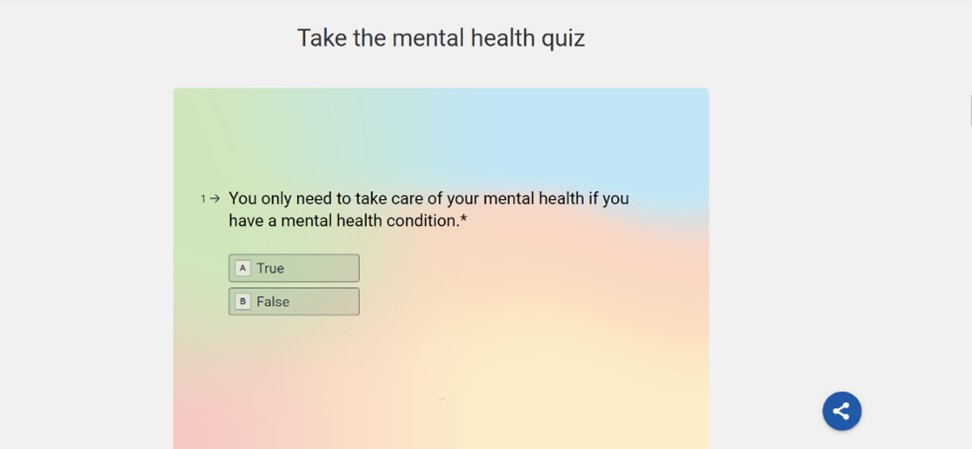 Take the mental health quiz
1→ You only need to take care of your mental health if you
have a mental health condition.*
A True
B False